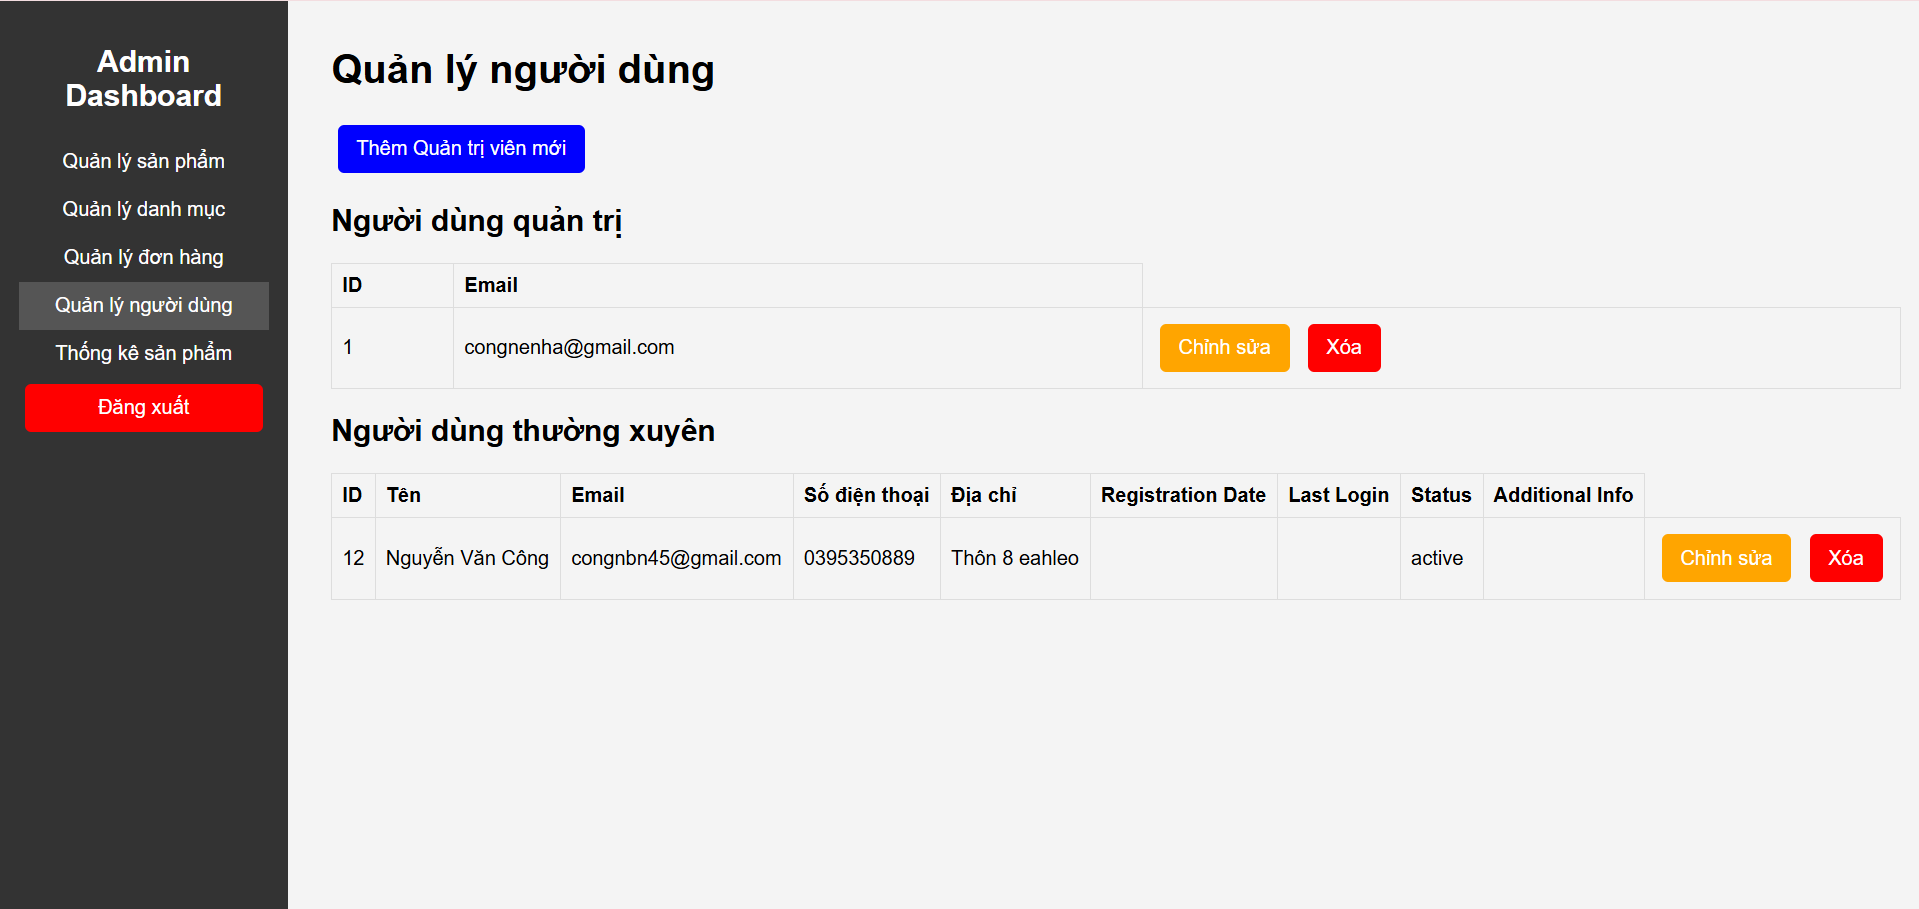 Admin
Dashboard
Quản lý sản phẩm
Quản lý danh mục
Quản lý đơn hàng
Quản lý người dùng
Thống kê sản phẩm
Đăng xuất
Quản lý người dùng
Thêm Quản trị viên mới
Người dùng quản trị
ID Email
1 congnenha@gmail.com Chỉnh sửa Xóa
Người dùng thường xuyên
ID Tên Email Số điện thoại Địa chỉ Registration Date Last Login Status Additional Info
12 Nguyễn Văn Công congnbn45@gmail.com 0395350889 Thôn 8 eahleo active Chỉnh sửa Xóa